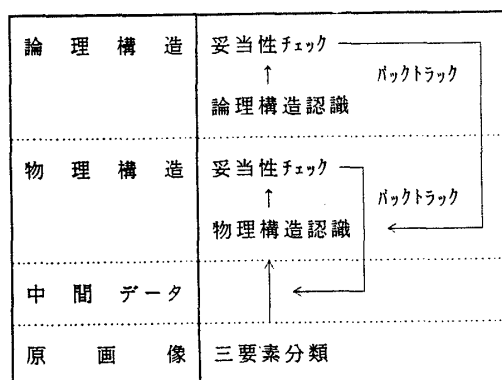 論理構造 妥当性チェック
バックトラック
↑
論理構造認識
物理構造 妥当性チェック
バックトラック
↑
物理構造認識
中間データ
原画像 三要素分類